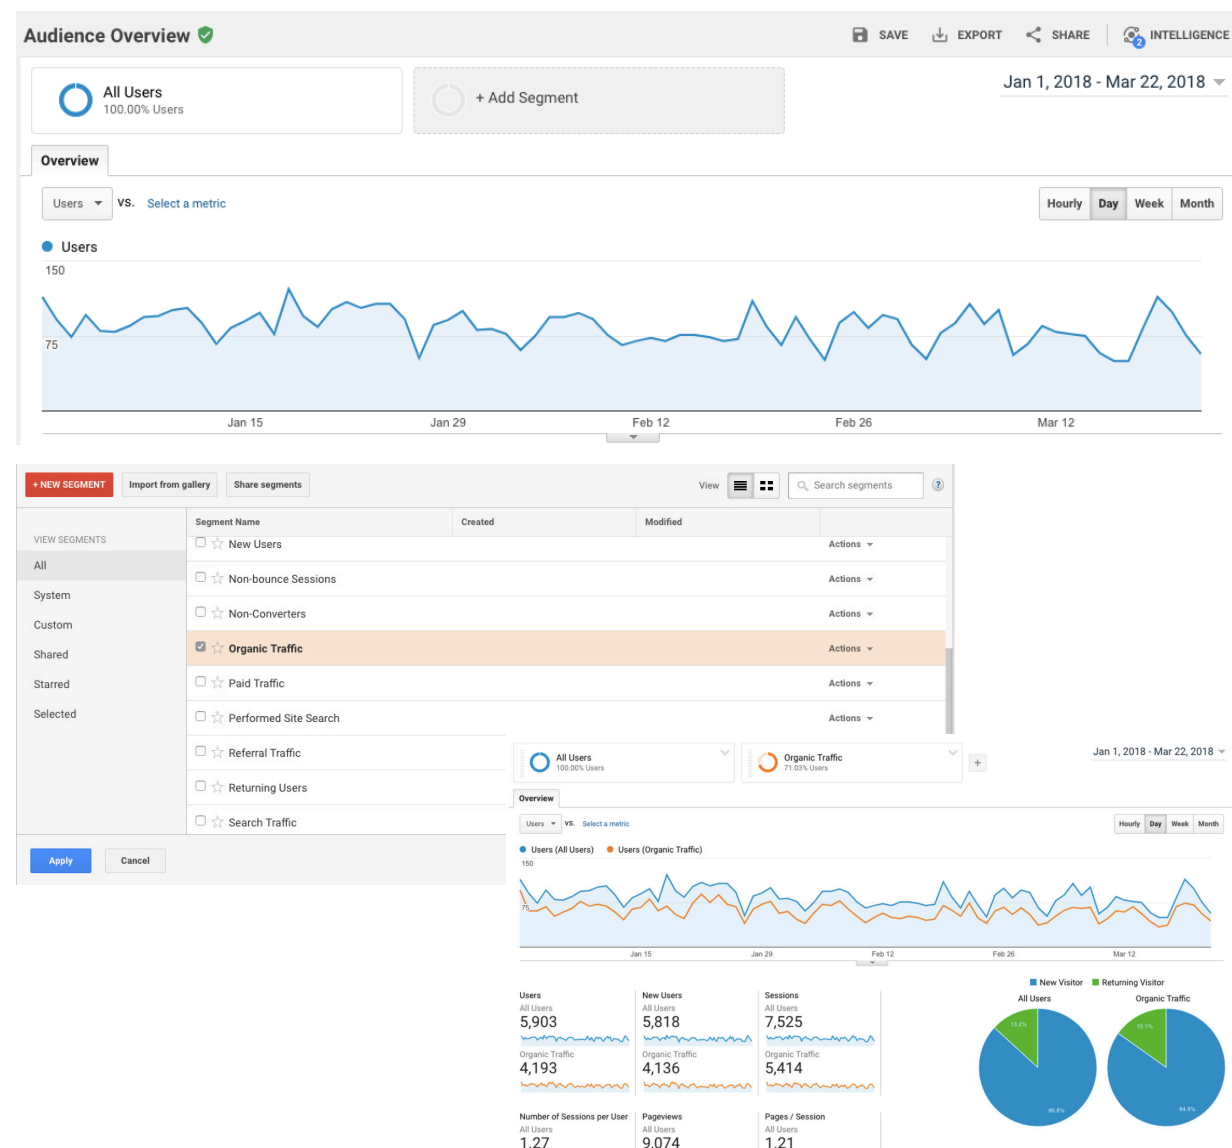 Audience Overview
SAVE EXPORT SHARE 2 INTELLIGENCE
All Users
100.00% Users
+ Add Segment
Jan 1, 2018 - Mar 22, 2018
Overview
Users VS. Select a metric
Hourly Day Week Month
Users
150
75
Jan 15 Jan 29 Feb 12 Feb 26 Mar 12
+ NEW SEGMENT Import from gallery Share segments
View Search segments ?
Segment Name Created Modified
VIEW SEGMENTS
All
System
Custom
Shared
Starred
Selected
New Users Actions
Non-bounce Sessions Actions
Non-Converters Actions
Organic Traffic Actions
Paid Traffic Actions
Performed Site Search Actions
Referral Traffic
Returning Users
Search Traffic
Apply Cancel
All Users
100.00% Users
Organic Traffic
71.03% Users
+
Jan 1, 2018 - Mar 22, 2018
Overview
Users VS. Select a metric
Hourly Day Week Month
Users (All Users) Users (Organic Traffic)
150
75
Jan 15 Jan 29 Feb 12 Feb 26 Mar 12
Users
All Users
5,903
Organic Traffic
4,193
New Users
All Users
5,818
Organic Traffic
4,136
Sessions
All Users
7,525
Organic Traffic
5,414
New Visitor Returning Visitor
All Users
13.2%
86.8%
Organic Traffic
15.1%
84.9%
Number of Sessions per User
All Users
1.27
Pageviews
All Users
9,074
Pages / Session
All Users
1.21